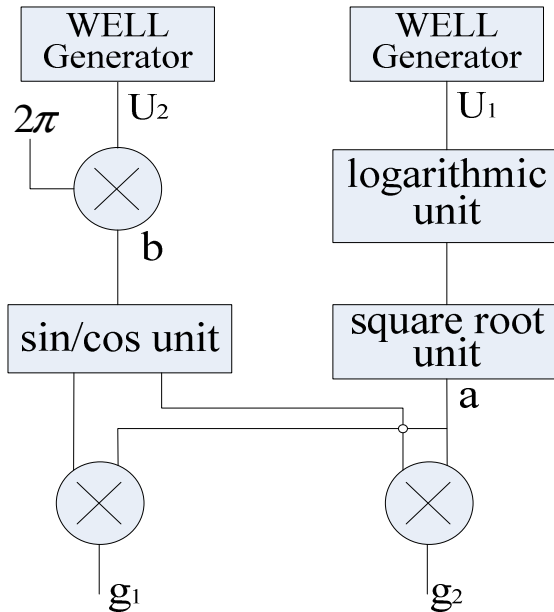 WELL
Generator
WELL
Generator
U2
U1
2π
logarithmic
unit
b
sin/cos unit
square root
unit
a
g1
g2